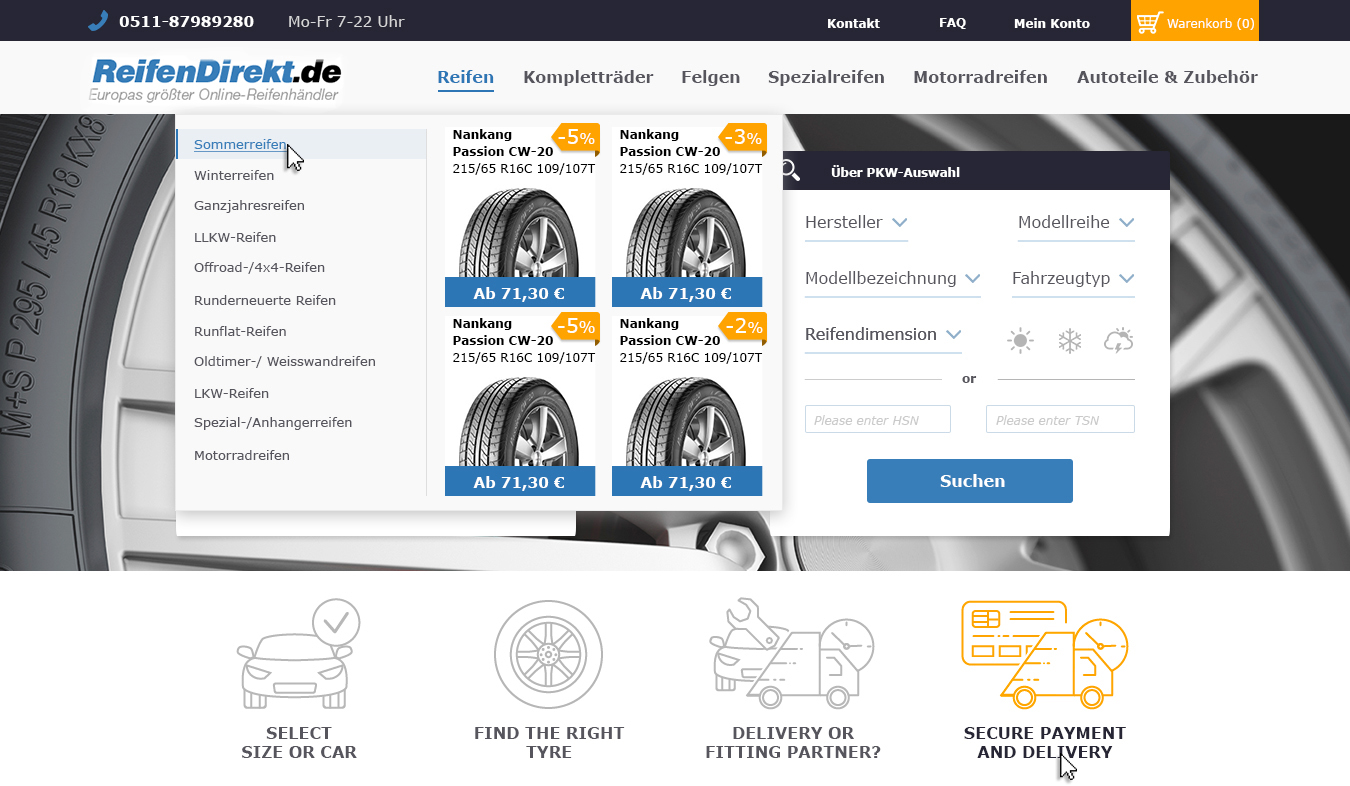 0511-87989280
Mo-Fr 7-22 Uhr
Kontakt
FAQ
Mein Konto
Warenkorb (0)
ReifenDirekt.de
Europas größter Online-Reifenhändler
Reifen
Kompletträder
Felgen
Spezialreifen
Motorradreifen
Autoteile & Zubehör
Sommerreifen
Winterreifen
Ganzjahresreifen
LLKW-Reifen
Offroad-/4x4-Reifen
Runderneuerte Reifen
Runflat-Reifen
Oldtimer-/ Weisswandreifen
LKW-Reifen
Spezial-/Anhangerreifen
Motorradreifen
Nankang
Passion CW-20
215/65 R16C 109/107T
-5%
Ab 71,30 €
Nankang
Passion CW-20
215/65 R16C 109/107T
-3%
Ab 71,30 €
Nankang
Passion CW-20
215/65 R16C 109/107T
-5%
Ab 71,30 €
Nankang
Passion CW-20
215/65 R16C 109/107T
-2%
Ab 71,30 €
Über PKW-Auswahl
Hersteller
Modellreihe
Modellbezeichnung
Fahrzeugtyp
Reifendimension
or
Please enter HSN
Please enter TSN
Suchen
M+S P 295/45 R18 KX8
SELECT
SIZE OR CAR
FIND THE RIGHT
TYRE
DELIVERY OR
FITTING PARTNER?
SECURE PAYMENT
AND DELIVERY